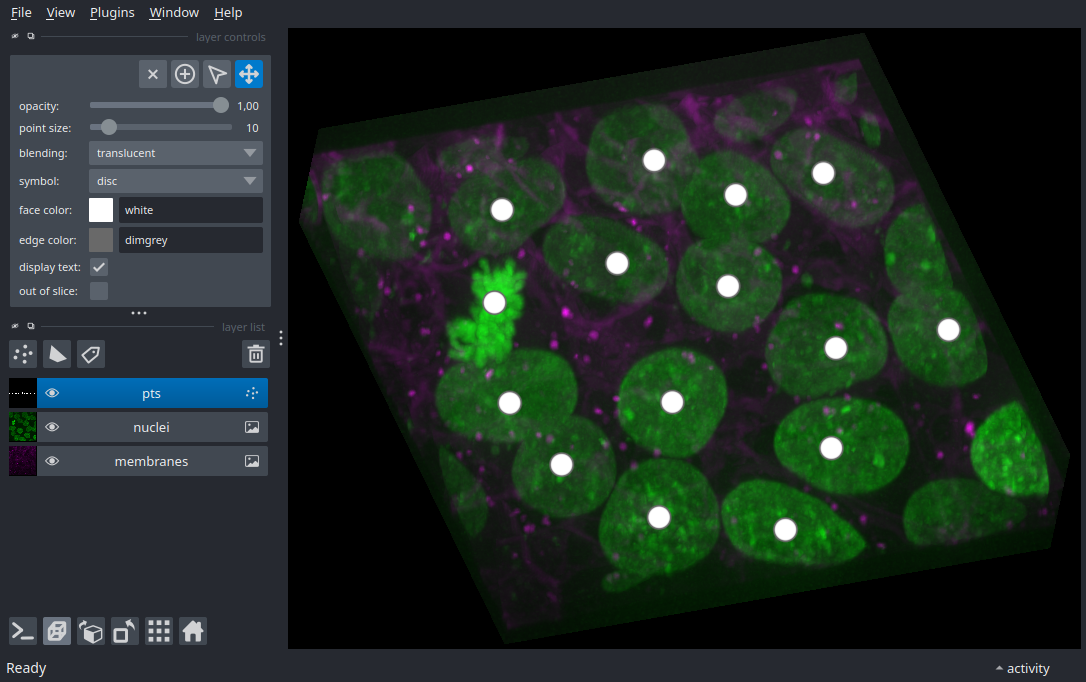 File View Plugins Window Help
layer controls
opacity: 1,00
point size: 10
blending: translucent
symbol: disc
face color: white
edge color: dimgrey
display text:
out of slice:
layer list
pts
nuclei
membranes
Ready
activity